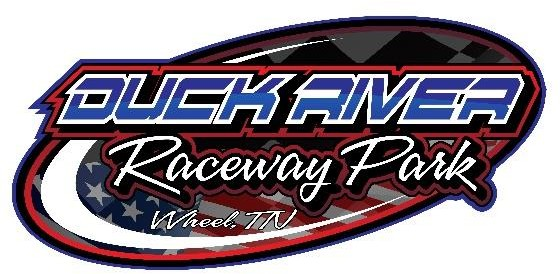 DUCK RIVER
Raceway Park
Wheel, TN